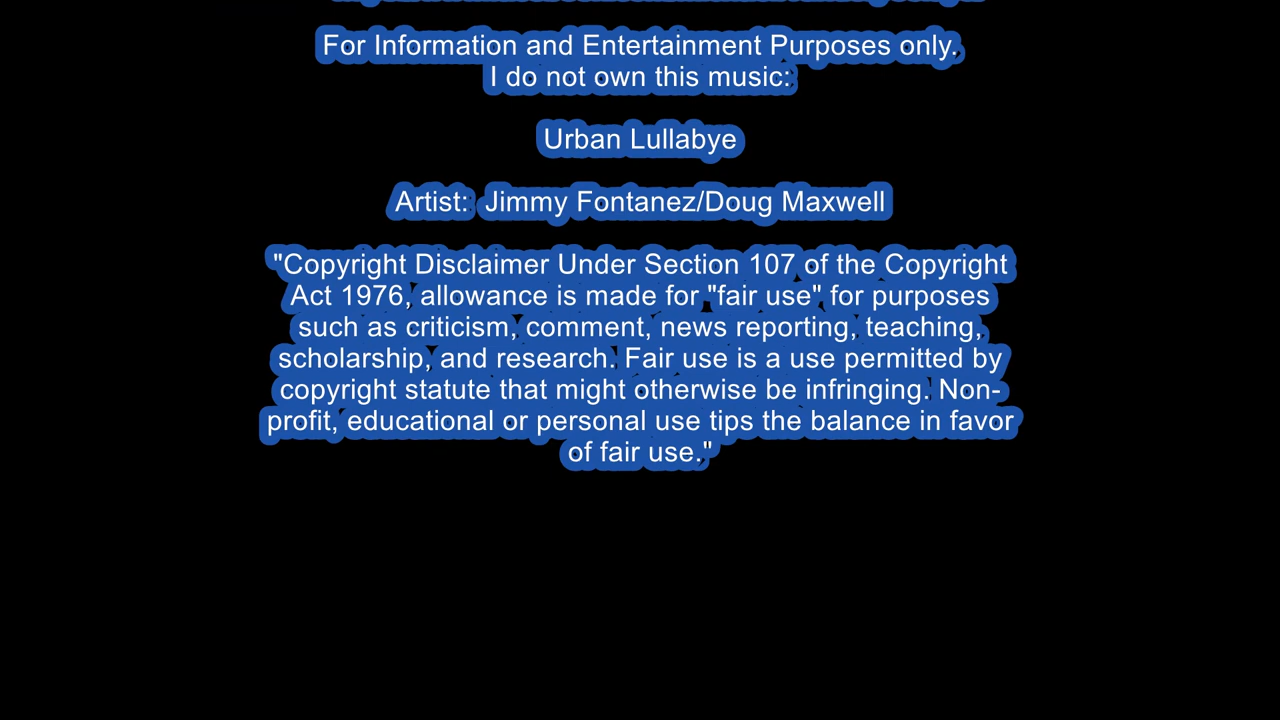 For Information and Entertainment Purposes only.
I do not own this music:
Urban Lullabye
Artist:  Jimmy Fontanez/Doug Maxwell
"Copyright Disclaimer Under Section 107 of the Copyright
Act 1976, allowance is made for "fair use" for purposes
such as criticism, comment, news reporting, teaching,
scholarship, and research. Fair use is a use permitted by
copyright statute that might otherwise be infringing. Non-
profit, educational or personal use tips the balance in favor
of fair use."